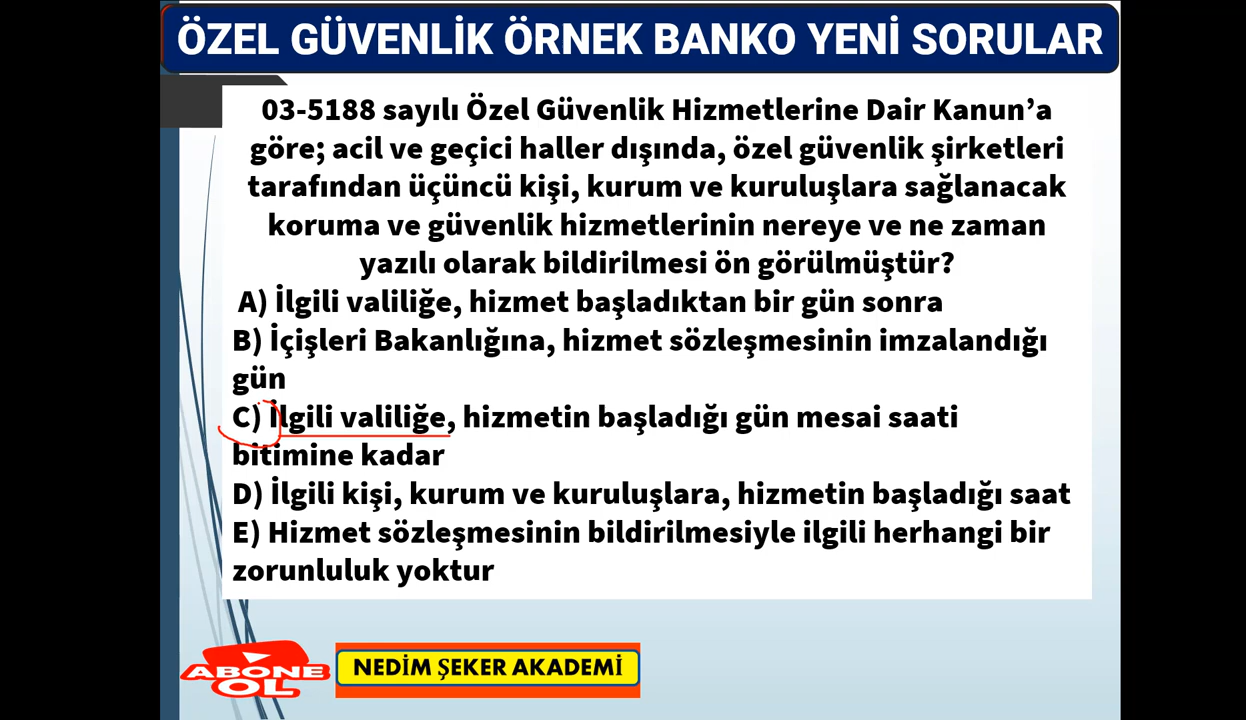 ÖZEL GÜVENLİK ÖRNEK BANKO YENİ SORULAR
03-5188 sayılı Özel Güvenlik Hizmetlerine Dair Kanun’a
göre; acil ve geçici haller dışında, özel güvenlik şirketleri
tarafından üçüncü kişi, kurum ve kuruluşlara sağlanacak
koruma ve güvenlik hizmetlerinin nereye ve ne zaman
yazılı olarak bildirilmesi ön görülmüştür?
A) İlgili valiliğe, hizmet başladıktan bir gün sonra
B) İçişleri Bakanlığına, hizmet sözleşmesinin imzalandığı
gün
C) İlgili valiliğe, hizmetin başladığı gün mesai saati
bitimine kadar
D) İlgili kişi, kurum ve kuruluşlara, hizmetin başladığı saat
E) Hizmet sözleşmesinin bildirilmesiyle ilgili herhangi bir
zorunluluk yoktur
ABONE
OL
NEDİM ŞEKER AKADEMİ